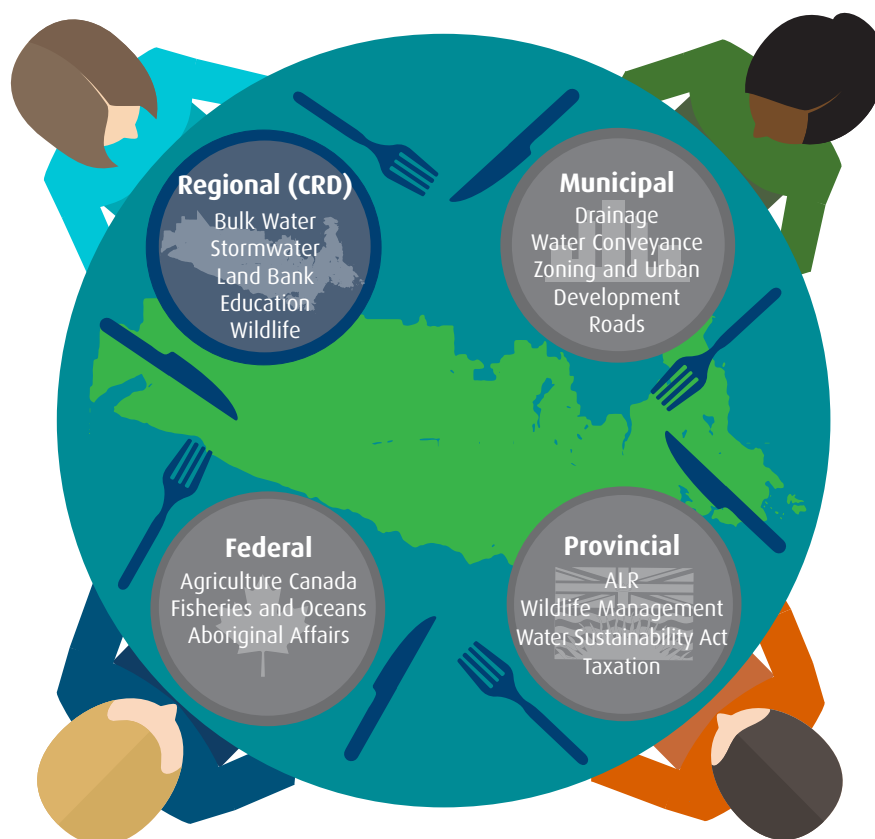 Regional (CRD)
Bulk Water
Stormwater
Land Bank
Education
Wildlife
Municipal
Drainage
Water Conveyance
Zoning and Urban
Development
Roads
Federal
Agriculture Canada
Fisheries and Oceans
Aboriginal Affairs
Provincial
ALR
Wildlife Management
Water Sustainability Act
Taxation